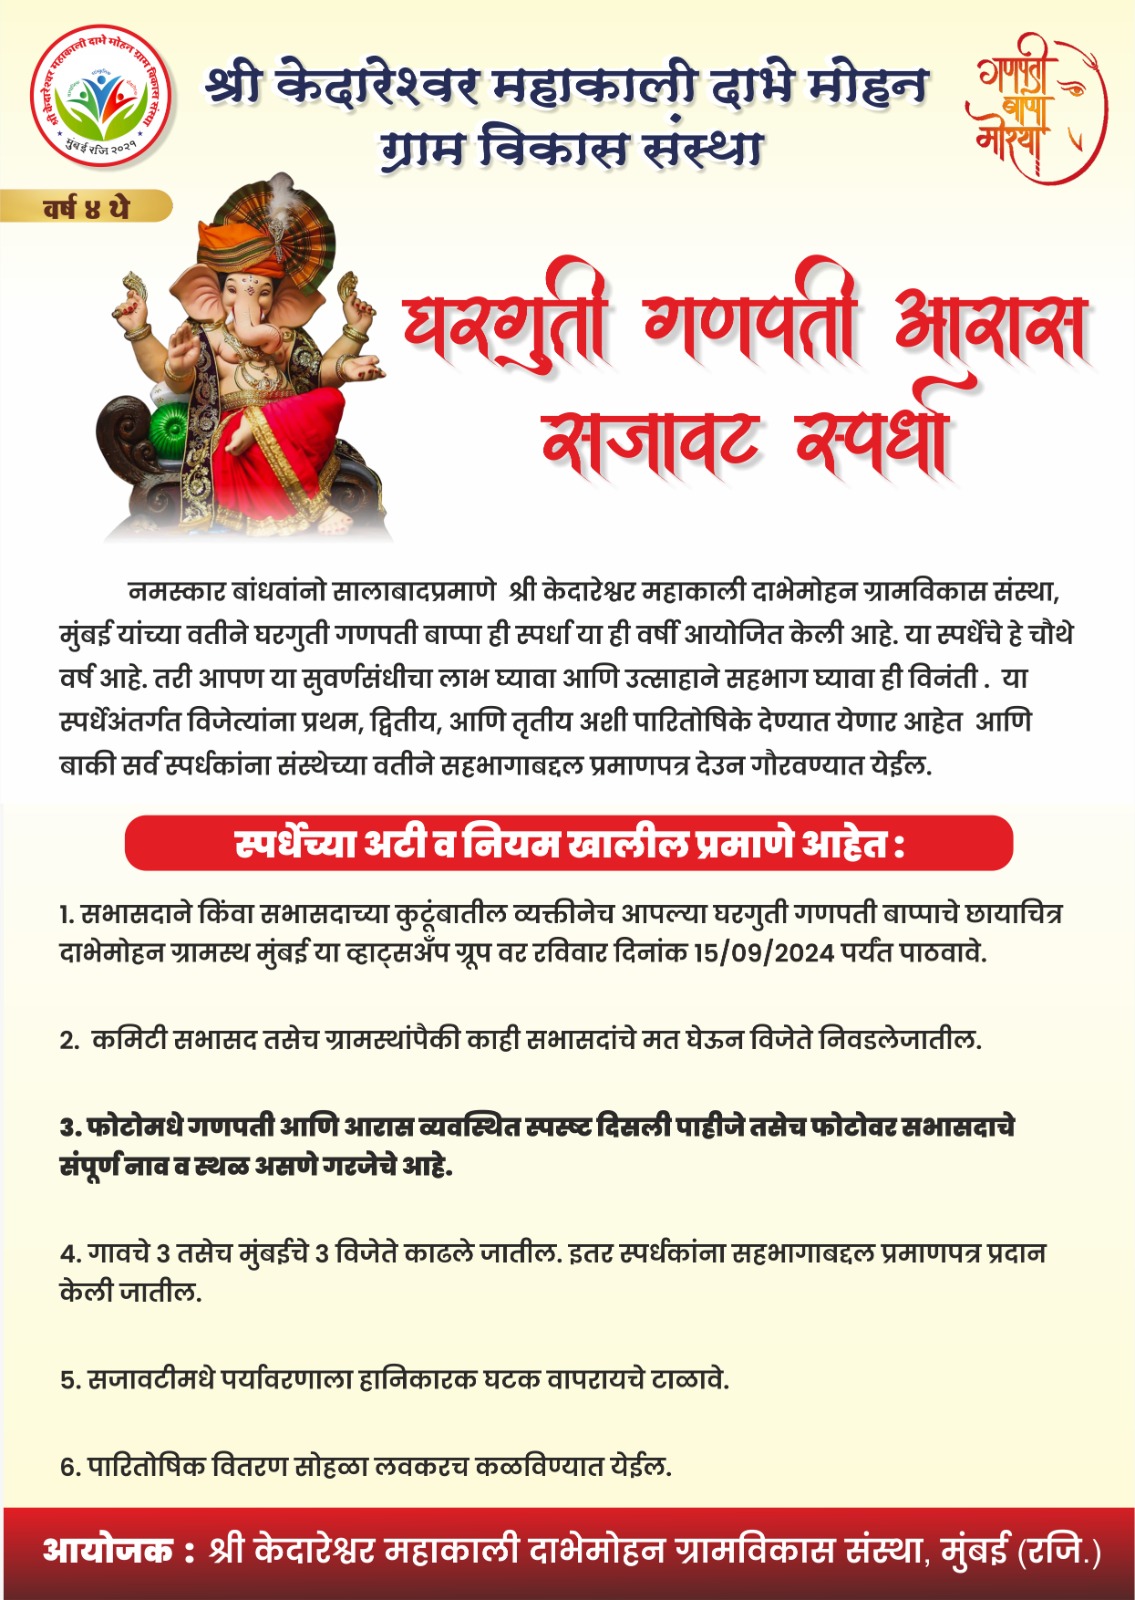 श्री केदारेश्वर महाकाली दाभे मोहन ग्राम विकास संस्था
मुंबई रजि २०२१
श्री केदारेश्वर महाकाली दाभे मोहन
ग्राम विकास संस्था
गणपती
बाप्पा
मोरया
वर्ष ४ थे
घरगुती गणपती आरास
सजावट स्पर्धा
नमस्कार बांधवांनो सालाबादप्रमाणे श्री केदारेश्वर महाकाली दाभेमोहन ग्रामविकास संस्था,
मुंबई यांच्या वतीने घरगुती गणपती बाप्पा ही स्पर्धा या ही वर्षी आयोजित केली आहे. या स्पर्धेचे हे चौथे
वर्ष आहे. तरी आपण या सुवर्णसंधीचा लाभ घ्यावा आणि उत्साहाने सहभाग घ्यावा ही विनंती . या
स्पर्धेअंतर्गत विजेत्यांना प्रथम, द्वितीय, आणि तृतीय अशी पारितोषिके देण्यात येणार आहेत आणि
बाकी सर्व स्पर्धकांना संस्थेच्या वतीने सहभागाबद्दल प्रमाणपत्र देउन गौरवण्यात येईल.
स्पर्धेच्या अटी व नियम खालील प्रमाणे आहेत :
1. सभासदाने किंवा सभासदाच्या कुटूंबातील व्यक्तीनेच आपल्या घरगुती गणपती बाप्पाचे छायाचित्र
दाभेमोहन ग्रामस्थ मुंबई या व्हाट्सअँप ग्रूप वर रविवार दिनांक 15/09/2024 पर्यंत पाठवावे.
2. कमिटी सभासद तसेच ग्रामस्थांपैकी काही सभासदांचे मत घेऊन विजेते निवडलेजातील.
3. फोटोमधे गणपती आणि आरास व्यवस्थित स्पस्ष्ट दिसली पाहीजे तसेच फोटोवर सभासदाचे
संपूर्ण नाव व स्थळ असणे गरजेचे आहे.
4. गावचे 3 तसेच मुंबईचे 3 विजेते काढले जातील. इतर स्पर्धकांना सहभागाबद्दल प्रमाणपत्र प्रदान
केली जातील.
5. सजावटीमधे पर्यावरणाला हानिकारक घटक वापरायचे टाळावे.
6. पारितोषिक वितरण सोहळा लवकरच कळविण्यात येईल.
आयोजक : श्री केदारेश्वर महाकाली दाभेमोहन ग्रामविकास संस्था, मुंबई (रजि.)